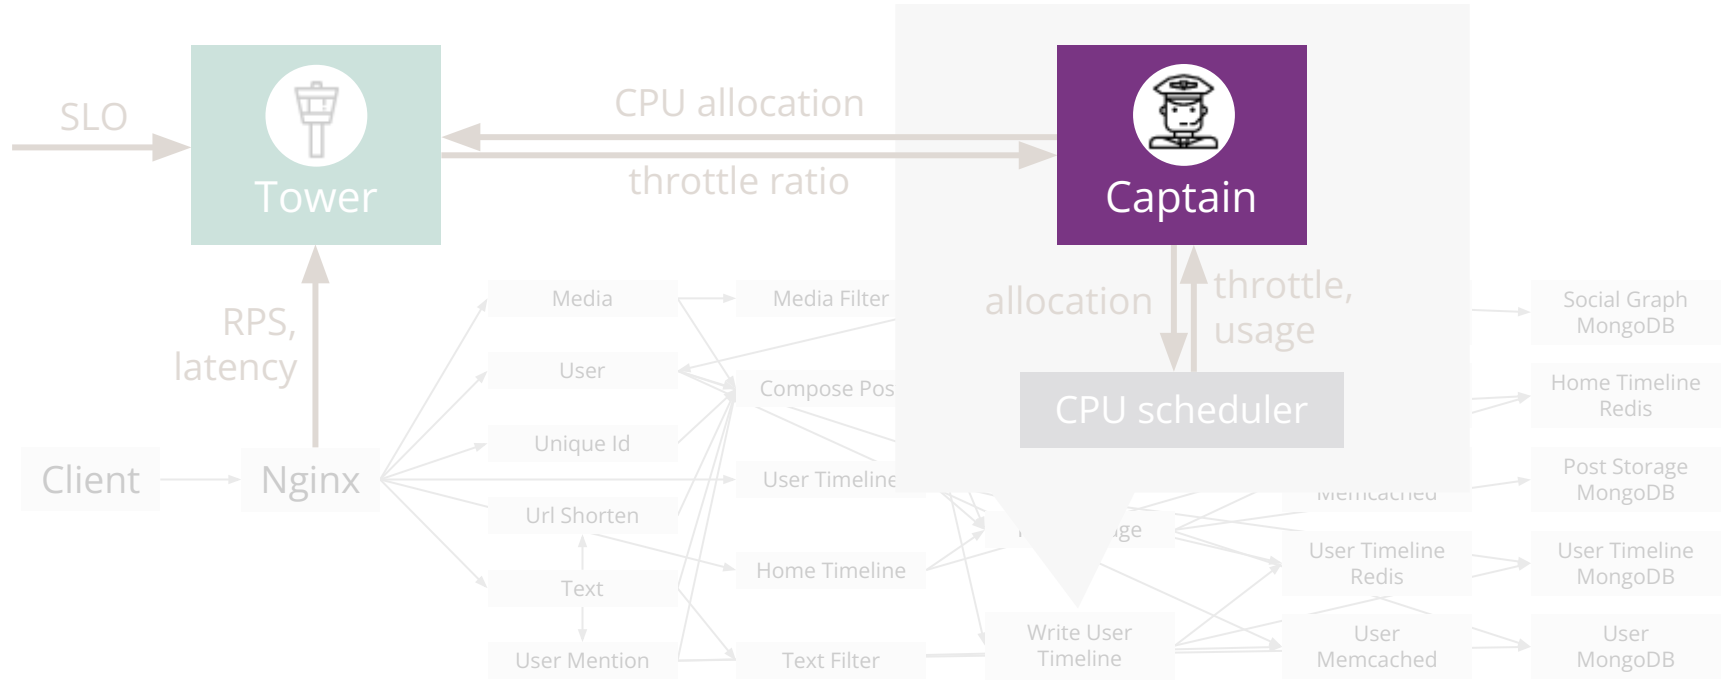 SLO
Tower
CPU allocation
throttle ratio
Captain
RPS,
latency
allocation
throttle,
usage
CPU scheduler
Client
Nginx
Media
User
Unique Id
Url Shorten
Text
User Mention
Media Filter
Compose Pos
User Timeline
Home Timeline
Text Filter
age
Write User
Timeline
Memcached
User Timeline
Redis
User
Memcached
Social Graph
MongoDB
Home Timeline
Redis
Post Storage
MongoDB
User Timeline
MongoDB
User
MongoDB